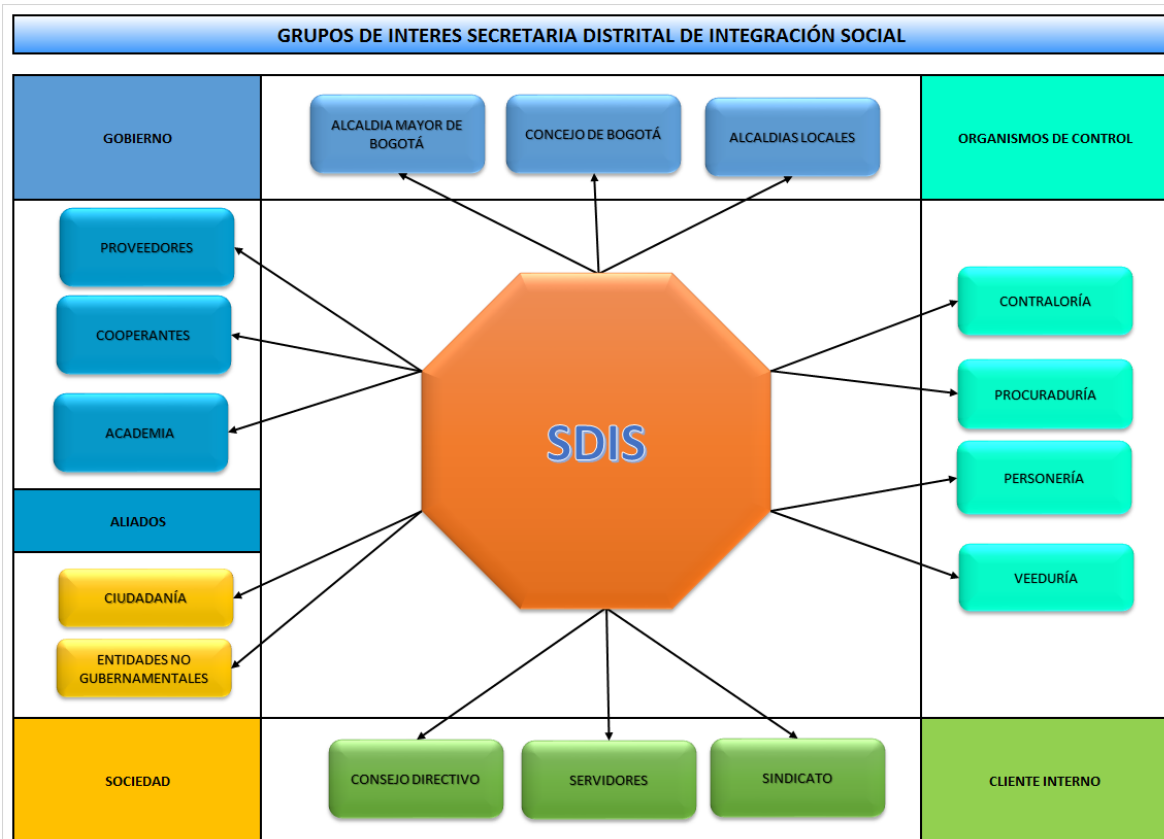 GRUPOS DE INTERES SECRETARIA DISTRITAL DE INTEGRACIÓN SOCIAL
GOBIERNO
ALCALDIA MAYOR DE
BOGOTÁ
CONCEJO DE BOGOTÁ
ALCALDIAS LOCALES
ORGANISMOS DE CONTROL
PROVEEDORES
COOPERANTES
ACADEMIA
ALIADOS
CIUDADANÍA
ENTIDADES NO
GUBERNAMENTALES
SDIS
CONTRALORÍA
PROCURADURÍA
PERSONERÍA
VEEDURÍA
SOCIEDAD
CONSEJO DIRECTIVO
SERVIDORES
SINDICATO
CLIENTE INTERNO